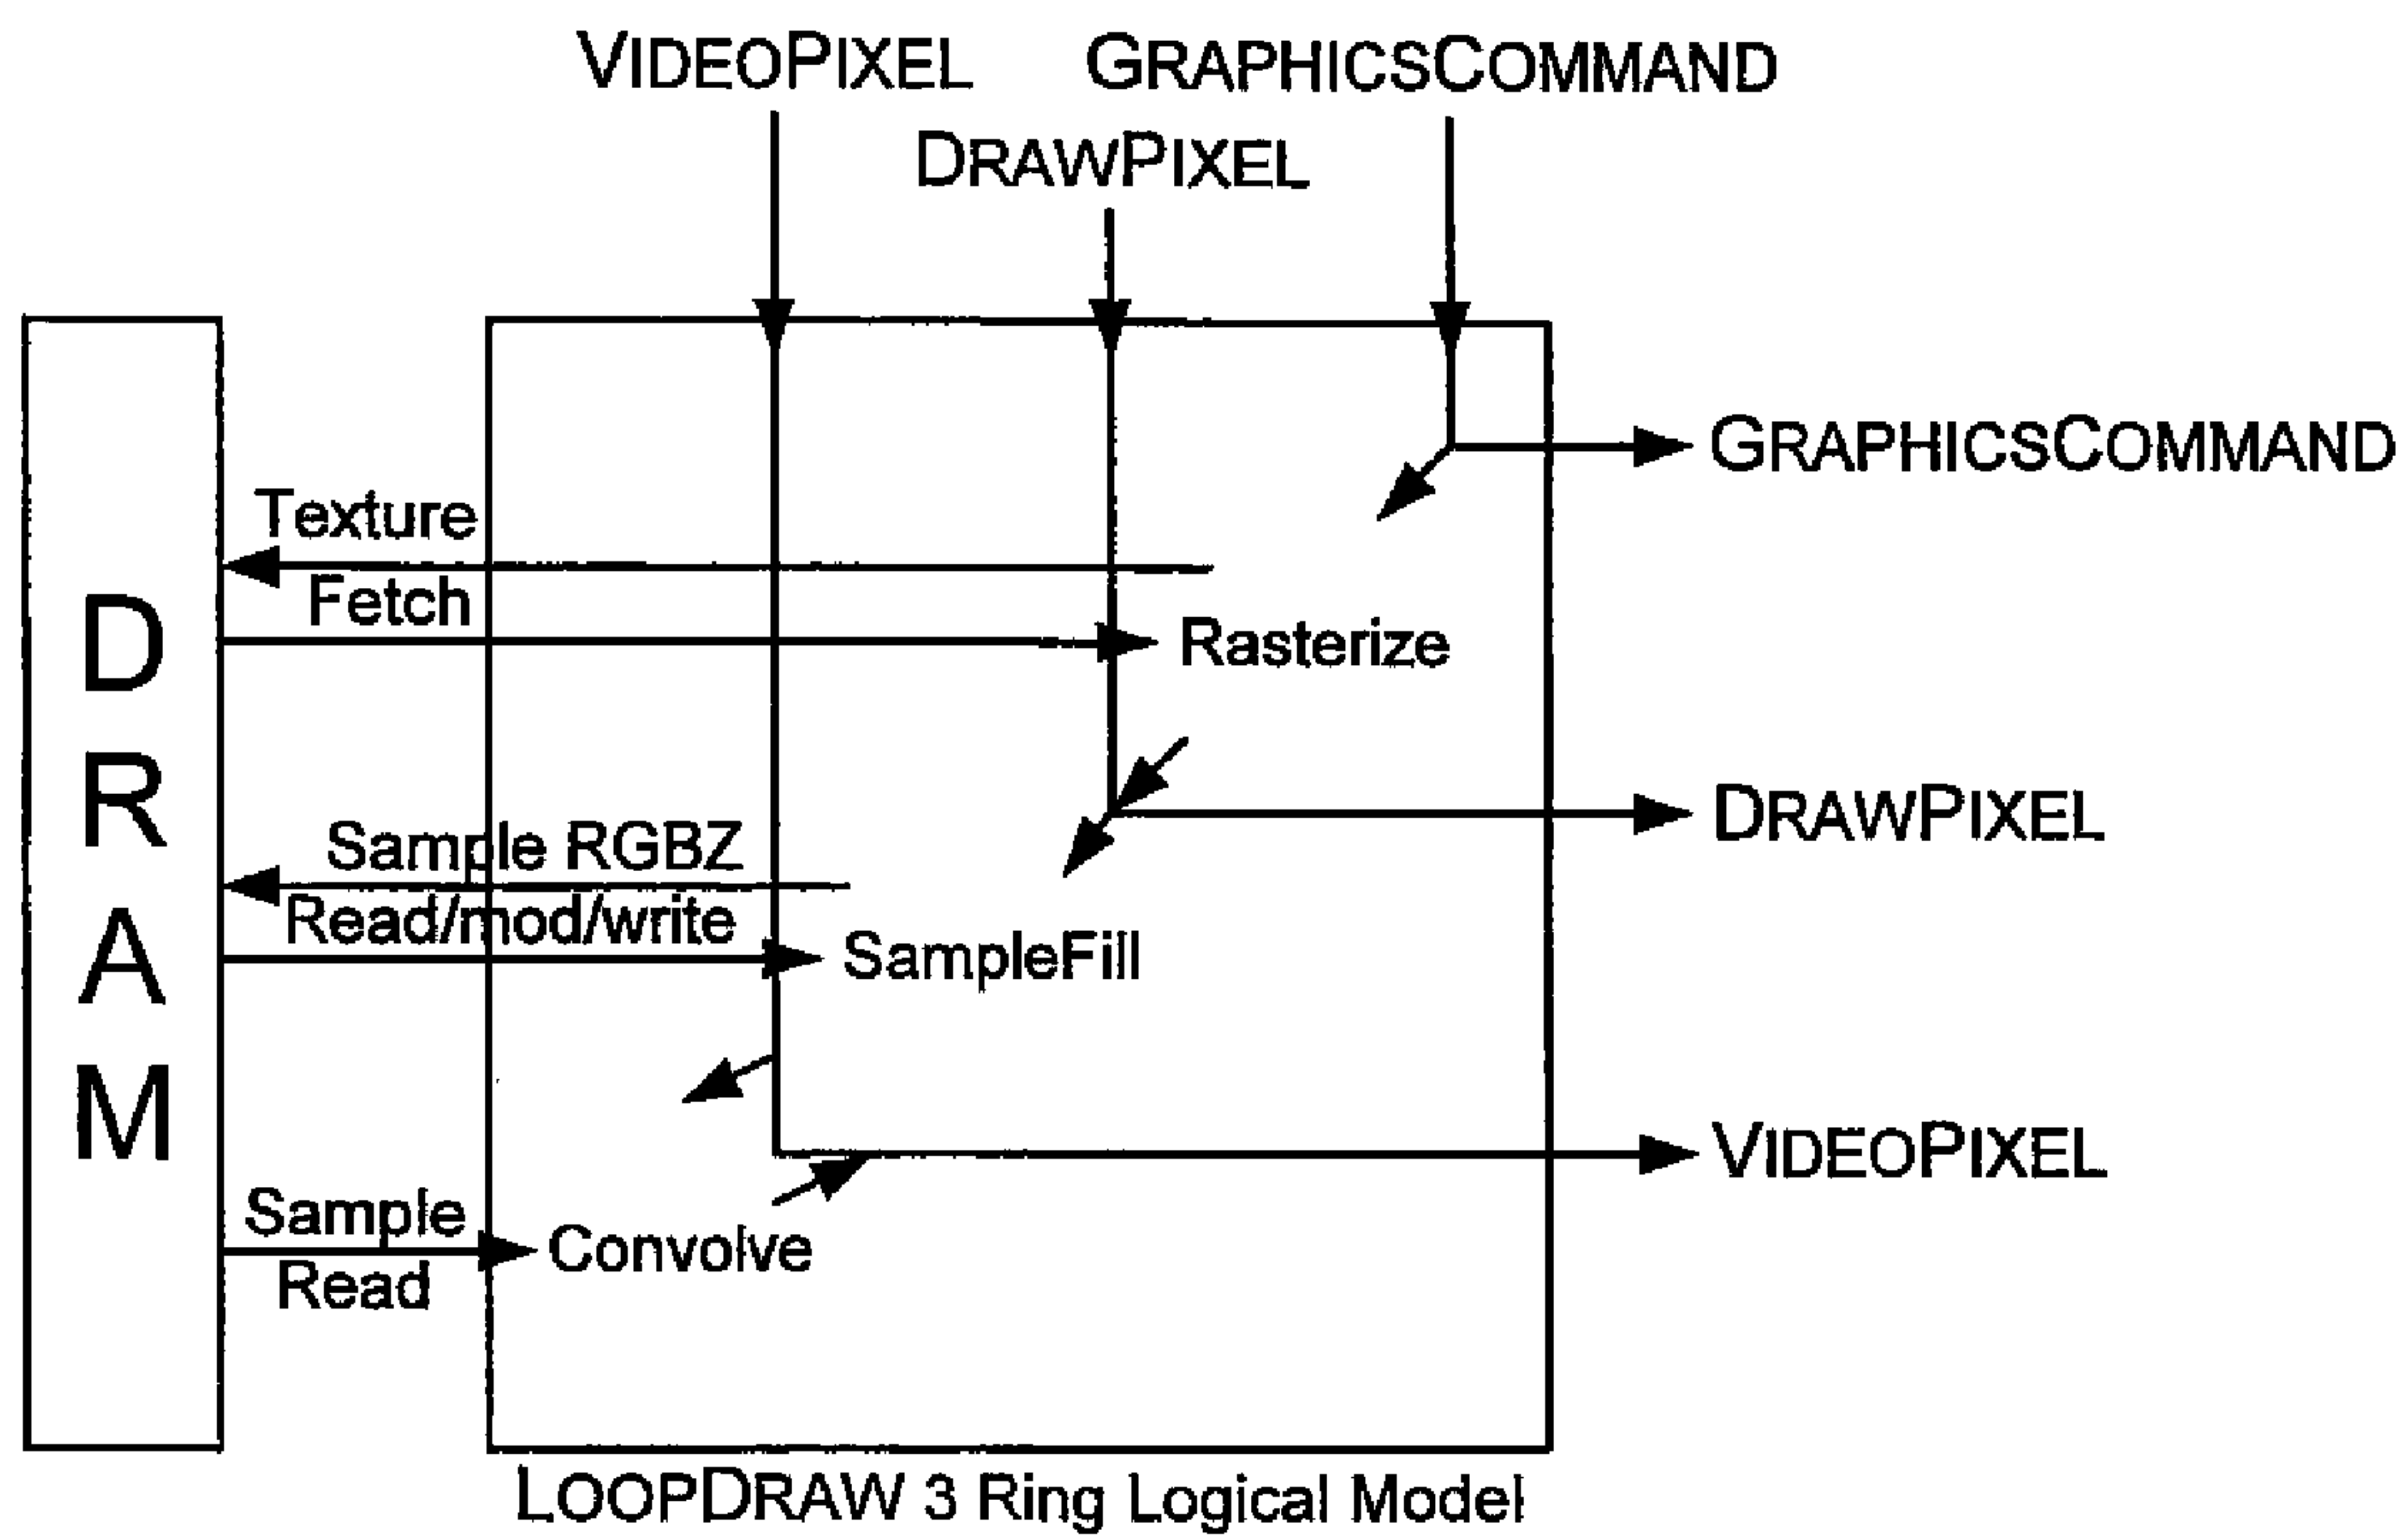 VIDEOPIXEL GRAPHICSCOMMAND
DRAWPIXEL
GRAPHICSCOMMAND
Texture
Fetch
Rasterize
DRAM
DRAWPIXEL
Sample RGBZ
Read/mod/write
SampleFill
VIDEOPIXEL
Sample
Read
Convolve
LOOPDRAW 3 Ring Logical Model